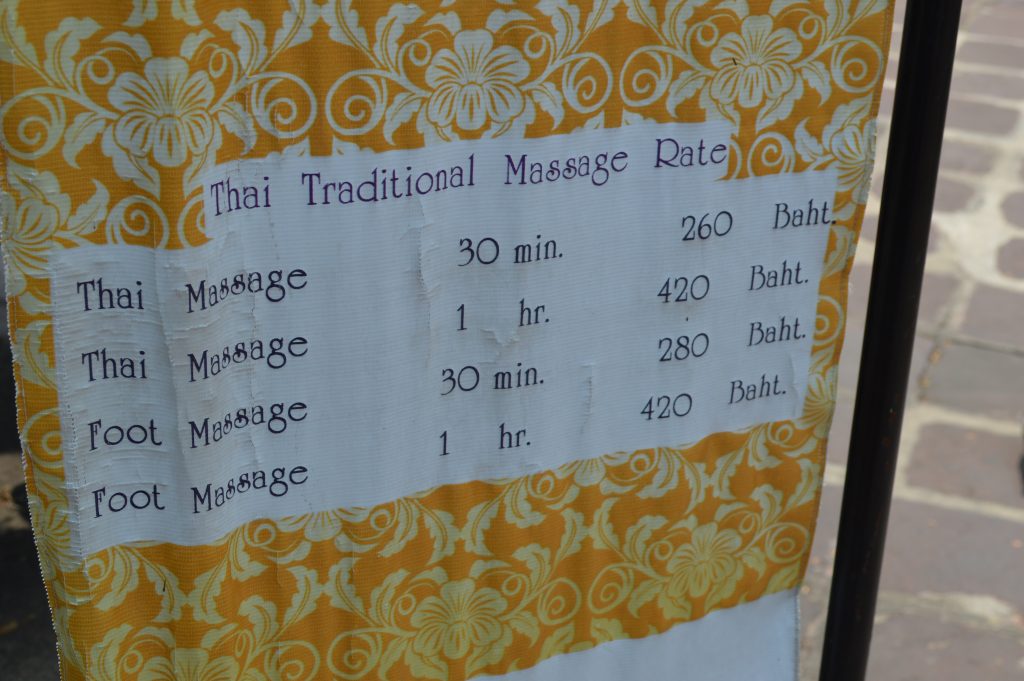 Thai Traditional Massage Rate
Thai Massage 30 min. 260 Baht.
Thai Massage 1 hr. 420 Baht.
Foot Massage 30 min. 280 Baht.
Foot Massage 1 hr. 420 Baht.